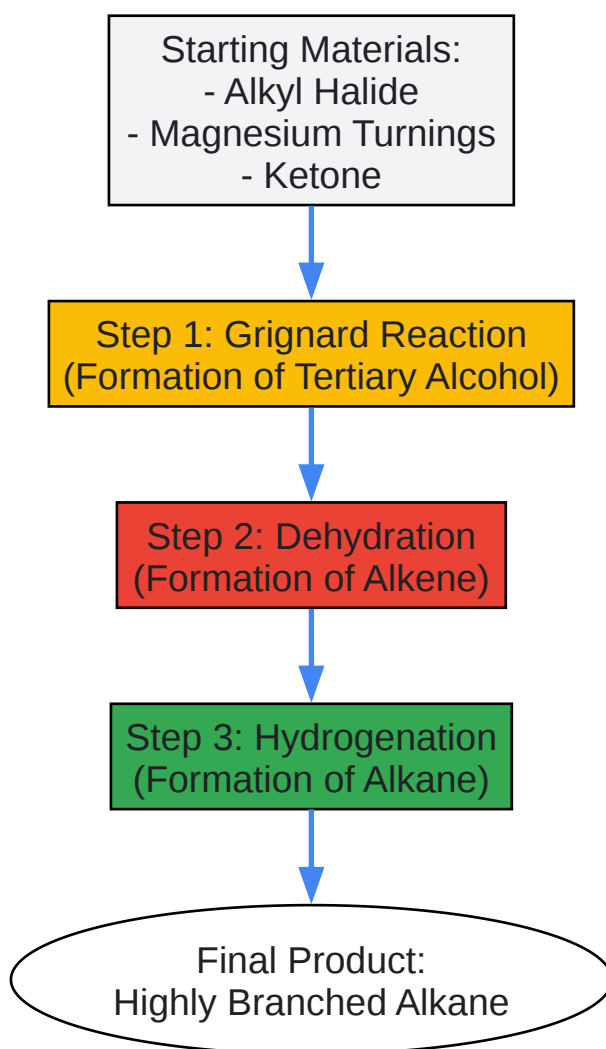 Starting Materials:
- Alkyl Halide
- Magnesium Turnings
- Ketone
Step 1: Grignard Reaction
(Formation of Tertiary Alcohol)
Step 2: Dehydration
(Formation of Alkene)
Step 3: Hydrogenation
(Formation of Alkane)
Final Product:
Highly Branched Alkane